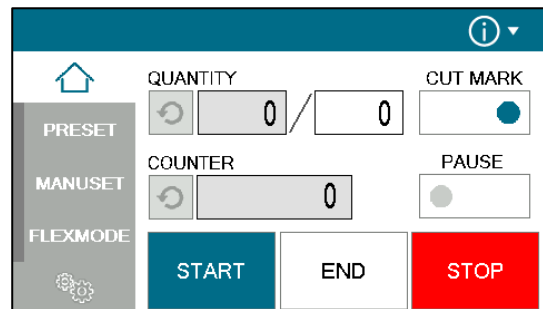 QUANTITY
CUT MARK
0 / 0
PRESET
COUNTER
PAUSE
MANUSET
0
FLEXMODE
START
END
STOP